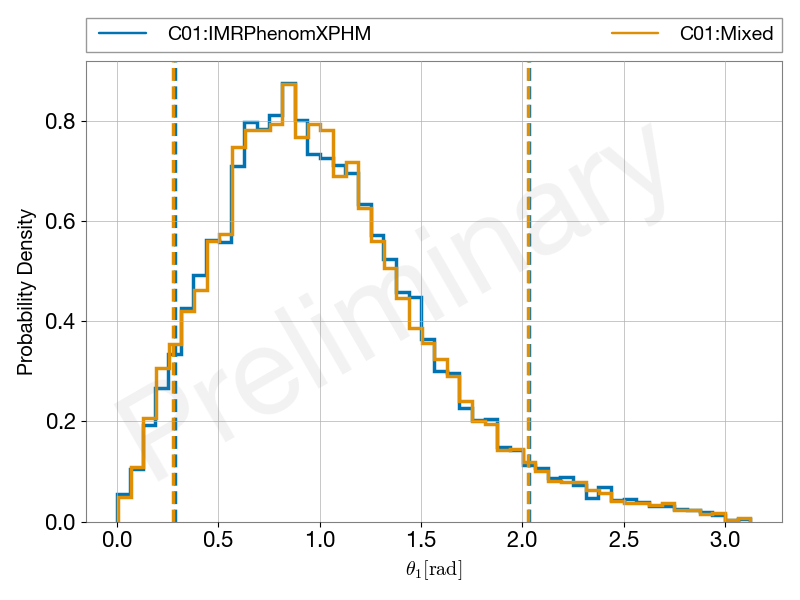 C01:IMRPhenomXPHM C01:Mixed
Preliminary
Probability Density
0.8
0.6
0.4
0.2
0.0
0.0 0.5 1.0 1.5 2.0 2.5 3.0
θ₁[rad]